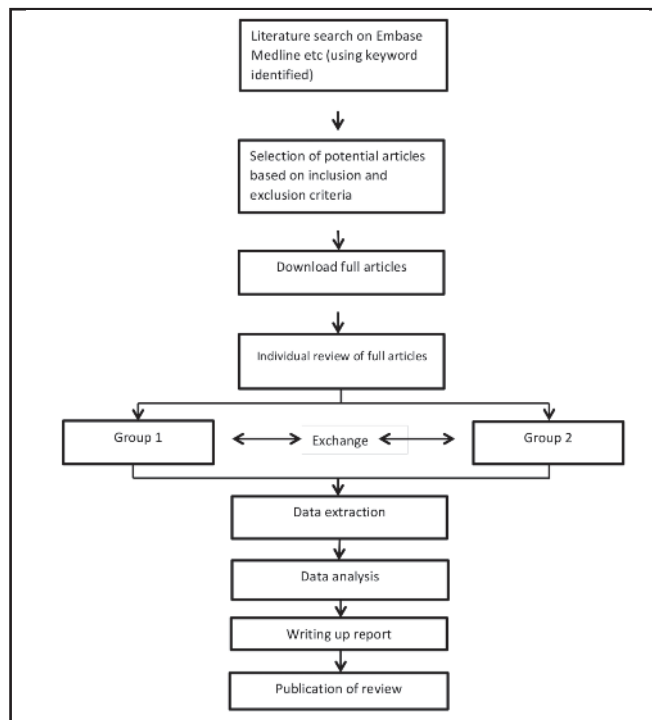 Literature search on Embase
Medline etc (using keyword
identified)
Selection of potential articles
based on inclusion and
exclusion criteria
Download full articles
Individual review of full articles
Group 1
Exchange
Group 2
Data extraction
Data analysis
Writing up report
Publication of review